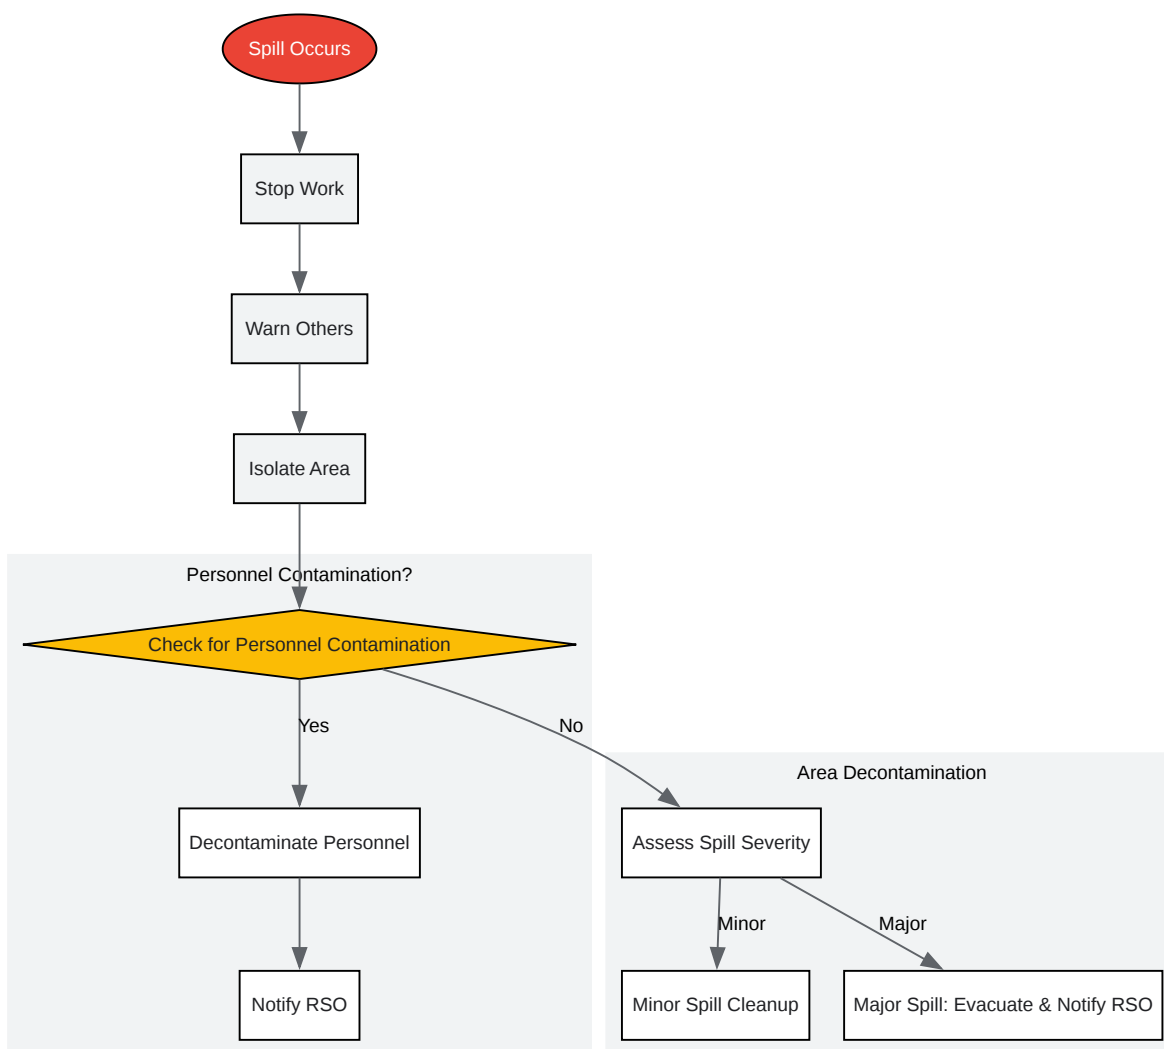 Spill Occurs
Stop Work
Warn Others
Isolate Area
Personnel Contamination?
Check for Personnel Contamination
Yes
No
Area Decontamination
Decontaminate Personnel
Assess Spill Severity
Minor
Major
Notify RSO
Minor Spill Cleanup
Major Spill: Evacuate & Notify RSO